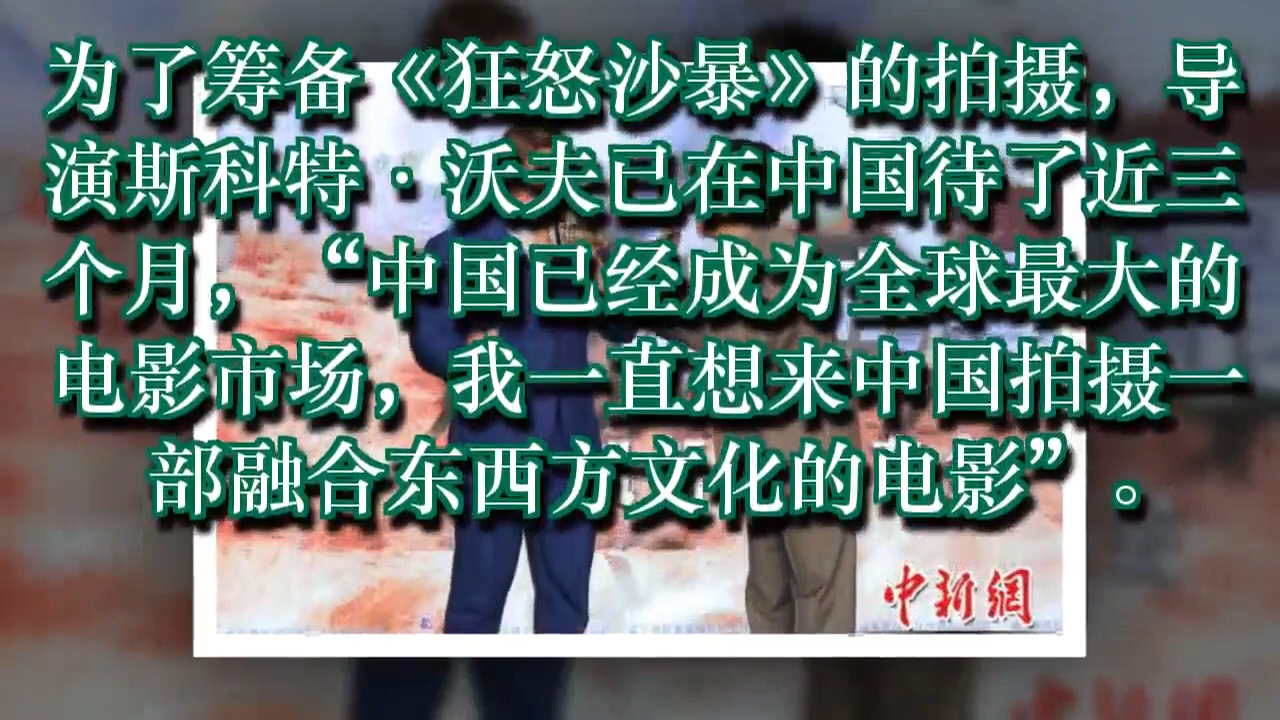 为了筹备《狂怒沙暴》的拍摄，导
演斯科特·沃夫已在中国待了近三
个月，“中国已经成为全球最大的
电影市场，我一直想来中国拍摄一
部融合东西方文化的电影”。
中新網